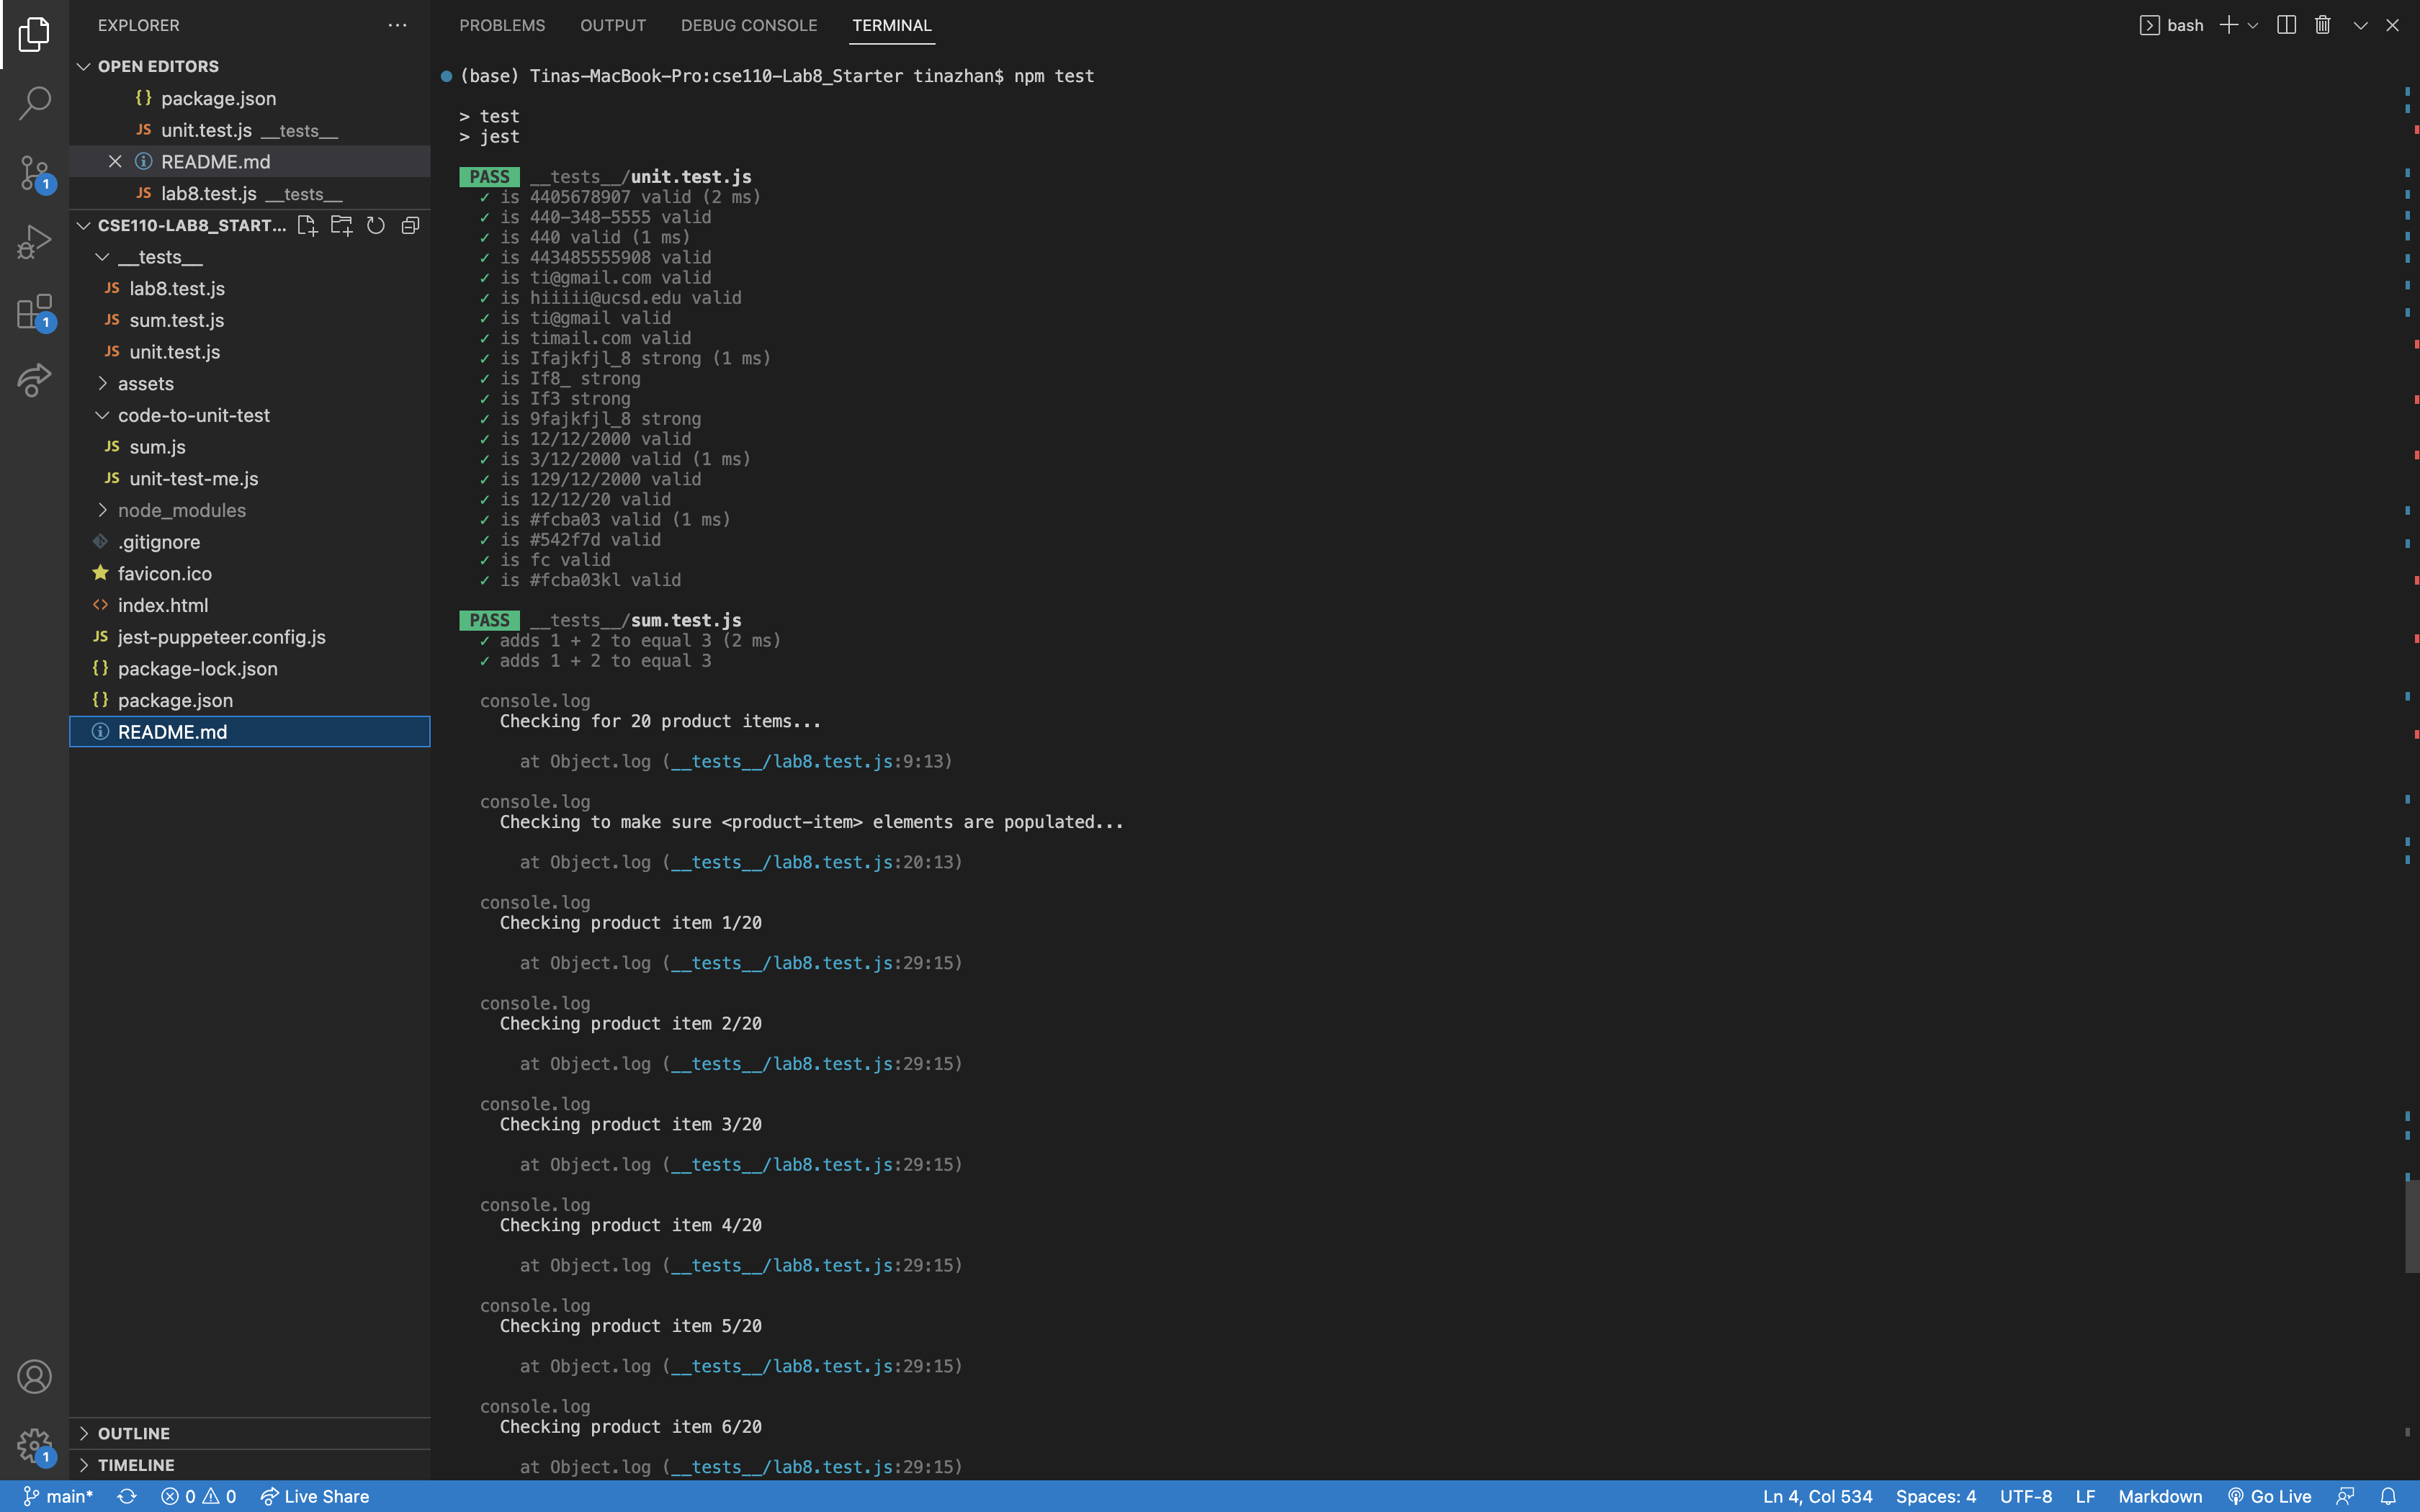 EXPLORER
OPEN EDITORS
{} package.json
JS unit.test.js __tests__
README.md
JS lab8.test.js __tests__
CSE110-LAB8_START...
__tests__
JS lab8.test.js
JS sum.test.js
JS unit.test.js
assets
code-to-unit-test
JS sum.js
JS unit-test-me.js
node_modules
.gitignore
favicon.ico
<> index.html
JS jest-puppeteer.config.js
{} package-lock.json
{} package.json
README.md
OUTLINE
TIMELINE
1
1
1
PROBLEMS OUTPUT DEBUG CONSOLE TERMINAL
bash
(base) Tinas-MacBook-Pro:cse110-Lab8_Starter tinazhan$ npm test
> test
> jest
PASS __tests__/unit.test.js
✓ is 4405678907 valid (2 ms)
✓ is 440-348-5555 valid
✓ is 440 valid (1 ms)
✓ is 443485555908 valid
✓ is ti@gmail.com valid
✓ is hiiiii@ucsd.edu valid
✓ is ti@gmail valid
✓ is timail.com valid
✓ is Ifajkfjl_8 strong (1 ms)
✓ is If8_ strong
✓ is If3 strong
✓ is 9fajkfjl_8 strong
✓ is 12/12/2000 valid
✓ is 3/12/2000 valid (1 ms)
✓ is 129/12/2000 valid
✓ is 12/12/20 valid
✓ is #fcba03 valid (1 ms)
✓ is #542f7d valid
✓ is fc valid
✓ is #fcba03kl valid
PASS __tests__/sum.test.js
✓ adds 1 + 2 to equal 3 (2 ms)
✓ adds 1 + 2 to equal 3
console.log
Checking for 20 product items...
at Object.log (__tests__/lab8.test.js:9:13)
console.log
Checking to make sure <product-item> elements are populated...
at Object.log (__tests__/lab8.test.js:20:13)
console.log
Checking product item 1/20
at Object.log (__tests__/lab8.test.js:29:15)
console.log
Checking product item 2/20
at Object.log (__tests__/lab8.test.js:29:15)
console.log
Checking product item 3/20
at Object.log (__tests__/lab8.test.js:29:15)
console.log
Checking product item 4/20
at Object.log (__tests__/lab8.test.js:29:15)
console.log
Checking product item 5/20
at Object.log (__tests__/lab8.test.js:29:15)
console.log
Checking product item 6/20
at Object.log (__tests__/lab8.test.js:29:15)
main* 0 0 Live Share Ln 4, Col 534 Spaces: 4 UTF-8 LF Markdown Go Live